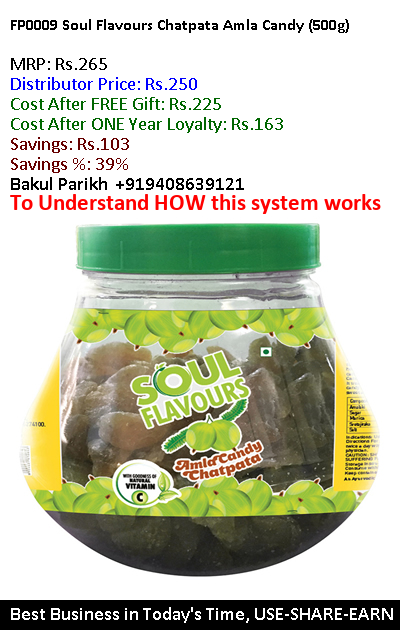 FP0009 Soul Flavours Chatpata Amla Candy (500g)
MRP: Rs.265
Distributor Price: Rs.250
Cost After FREE Gift: Rs.225
Cost After ONE Year Loyalty: Rs.163
Savings: Rs.103
Savings %: 39%
Bakul Parikh +919408639121
To Understand HOW this system works
SOUL
FLAVOURS
Amla Candy
Chatpata
WITH GOODNESS OF
NATURAL
VITAMIN
C
Best Business in Today's Time, USE-SHARE-EARN